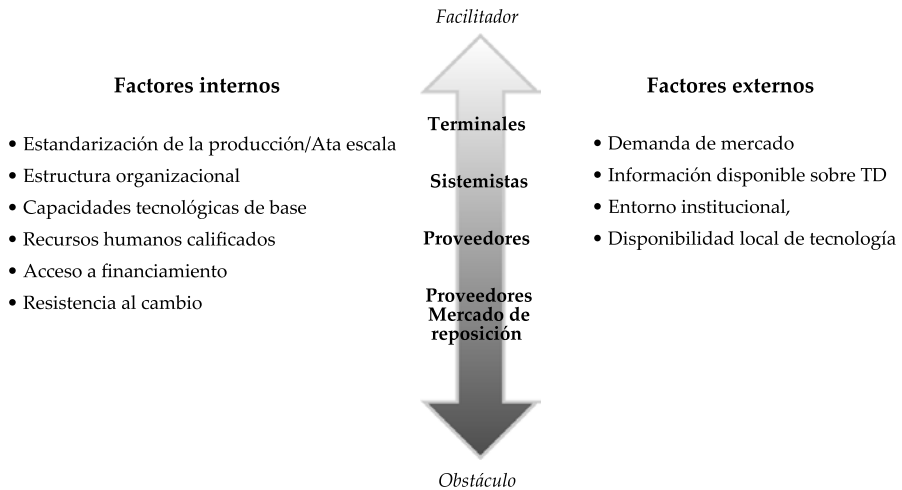 Facilitador
Factores internos
• Estandarización de la producción/Ata escala
• Estructura organizacional
• Capacidades tecnológicas de base
• Recursos humanos calificados
• Acceso a financiamiento
• Resistencia al cambio
Terminales
Sistemistas
Proveedores
Proveedores
Mercado de
reposición
Factores externos
• Demanda de mercado
• Información disponible sobre TD
• Entorno institucional,
• Disponibilidad local de tecnología
Obstáculo